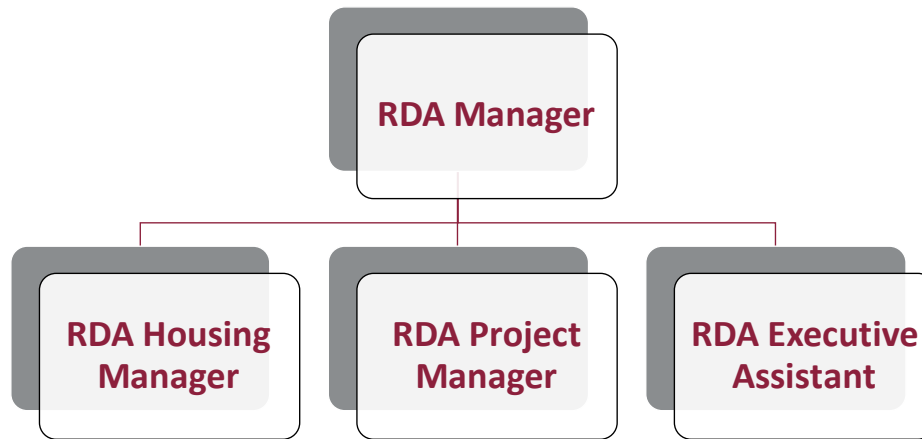 RDA Manager
RDA Housing
Manager
RDA Project
Manager
RDA Executive
Assistant